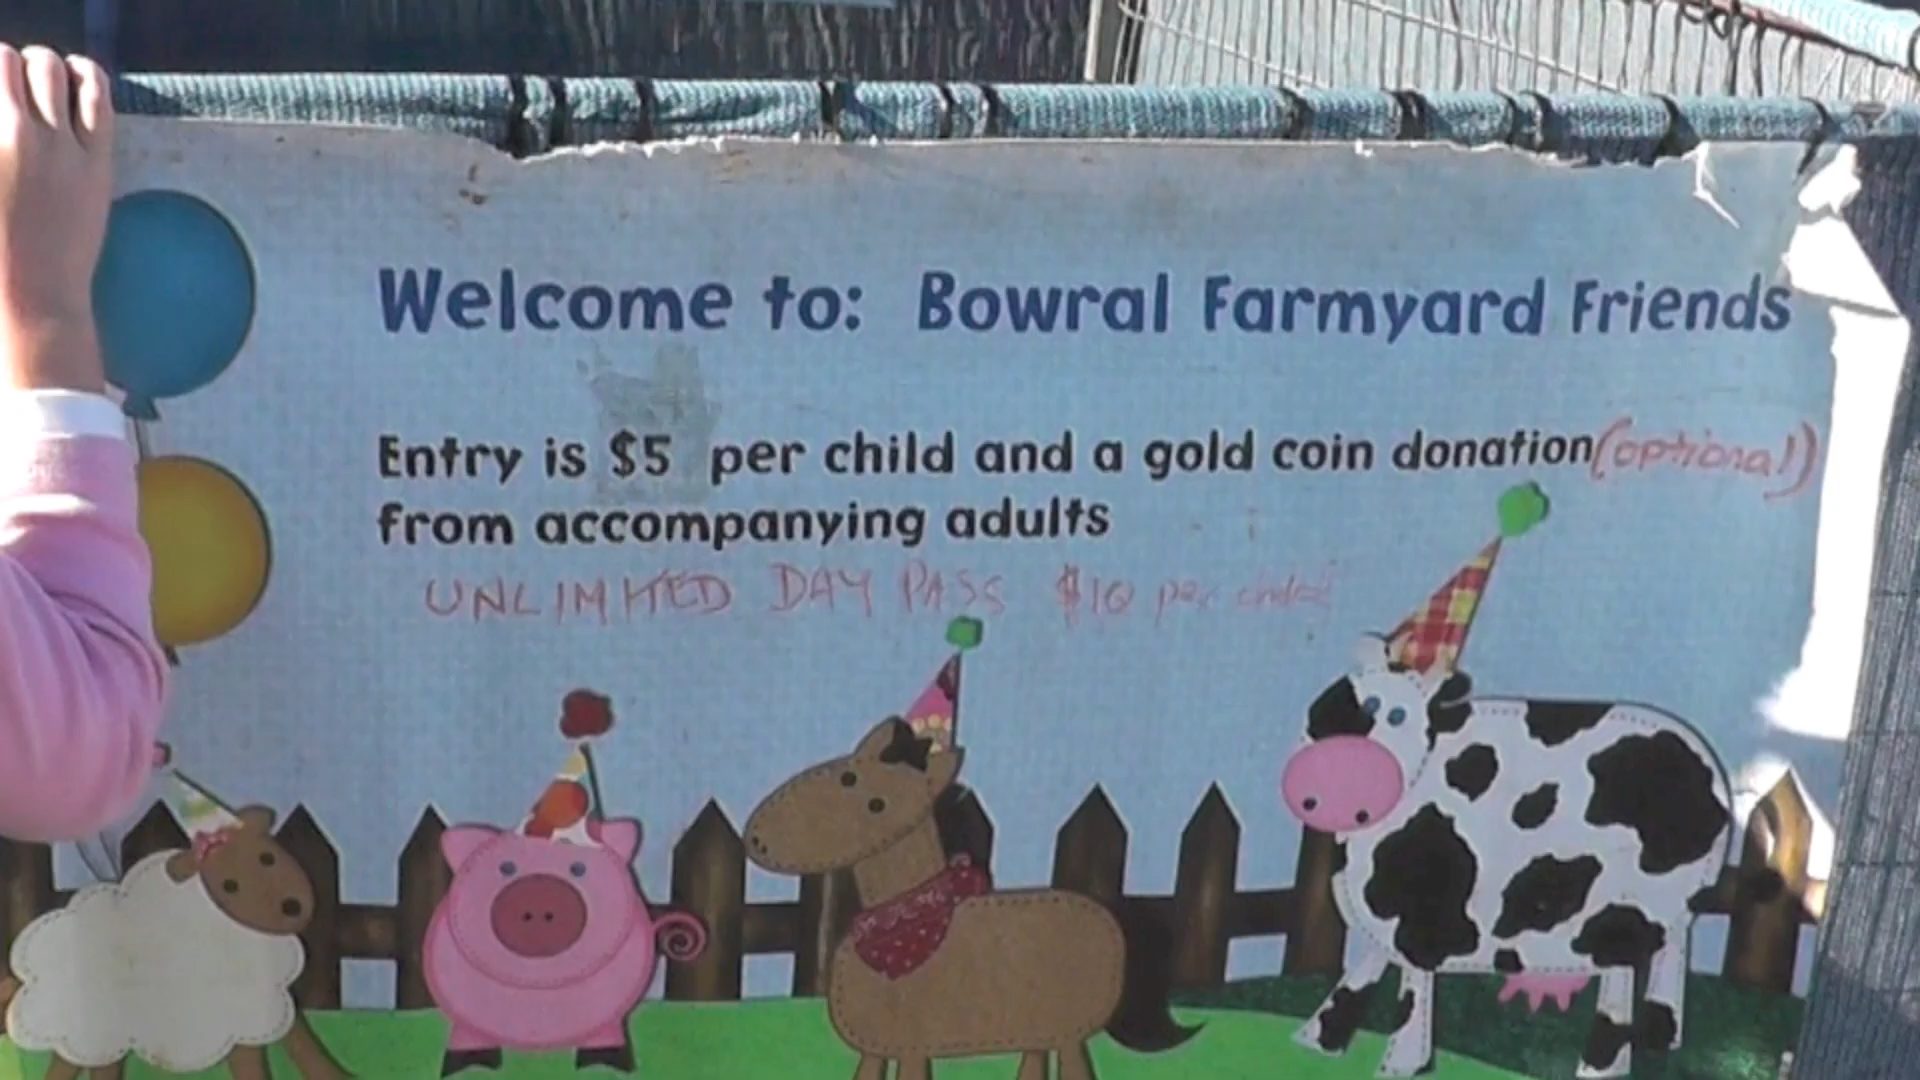 Welcome to: Bowral Farmyard Friends
Entry is $5 per child and a gold coin donation (optional)
from accompanying adults
UNLIMITED DAY PASS $10 per child